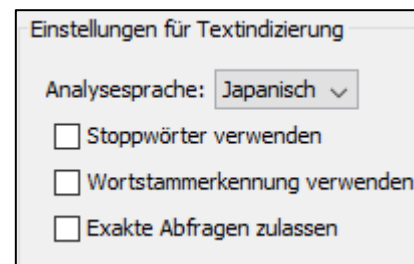 Einstellungen für Textindizierung
Analysesprache: Japanisch
Stoppwörter verwenden
Wortstammerkennung verwenden
Exakte Abfragen zulassen